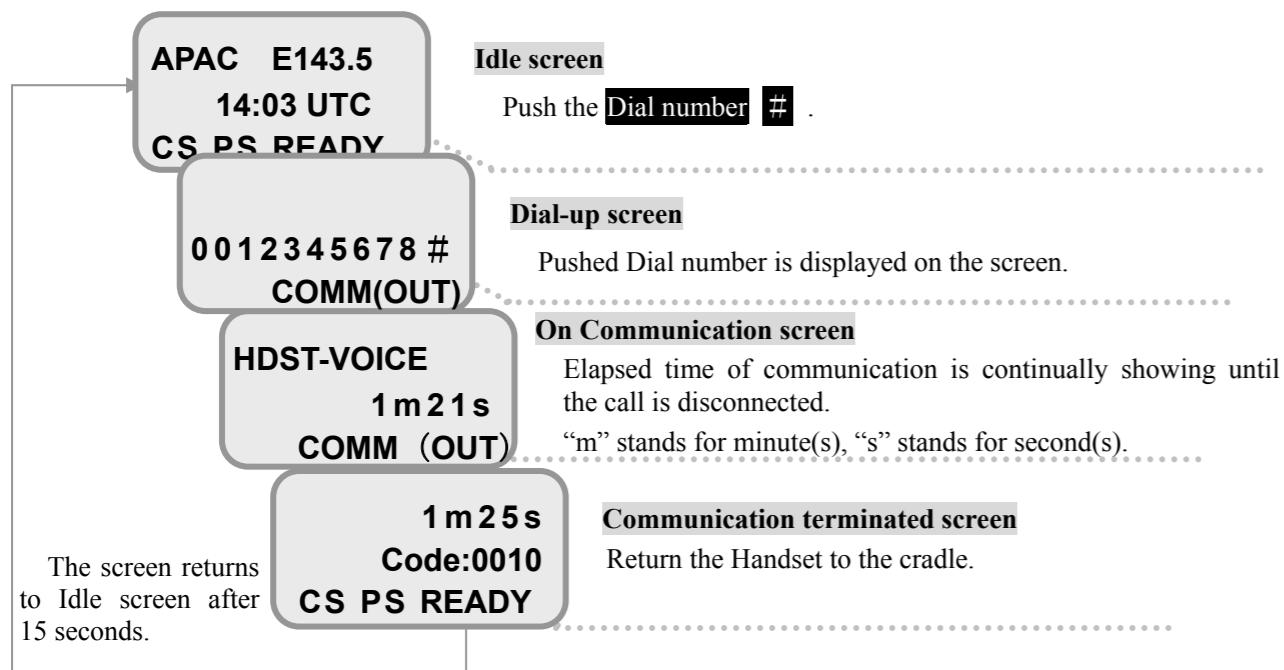 APAC E143.5
14:03 UTC
CS PS READY
Idle screen
Push the Dial number # .
0012345678#
COMM(OUT)
Dial-up screen
Pushed Dial number is displayed on the screen.
HDST-VOICE
1m21s
COMM (OUT)
On Communication screen
Elapsed time of communication is continually showing until
the call is disconnected.
“m” stands for minute(s), “s” stands for second(s).
1m25s
Code:0010
CS PS READY
Communication terminated screen
Return the Handset to the cradle.
The screen returns
to Idle screen after
15 seconds.